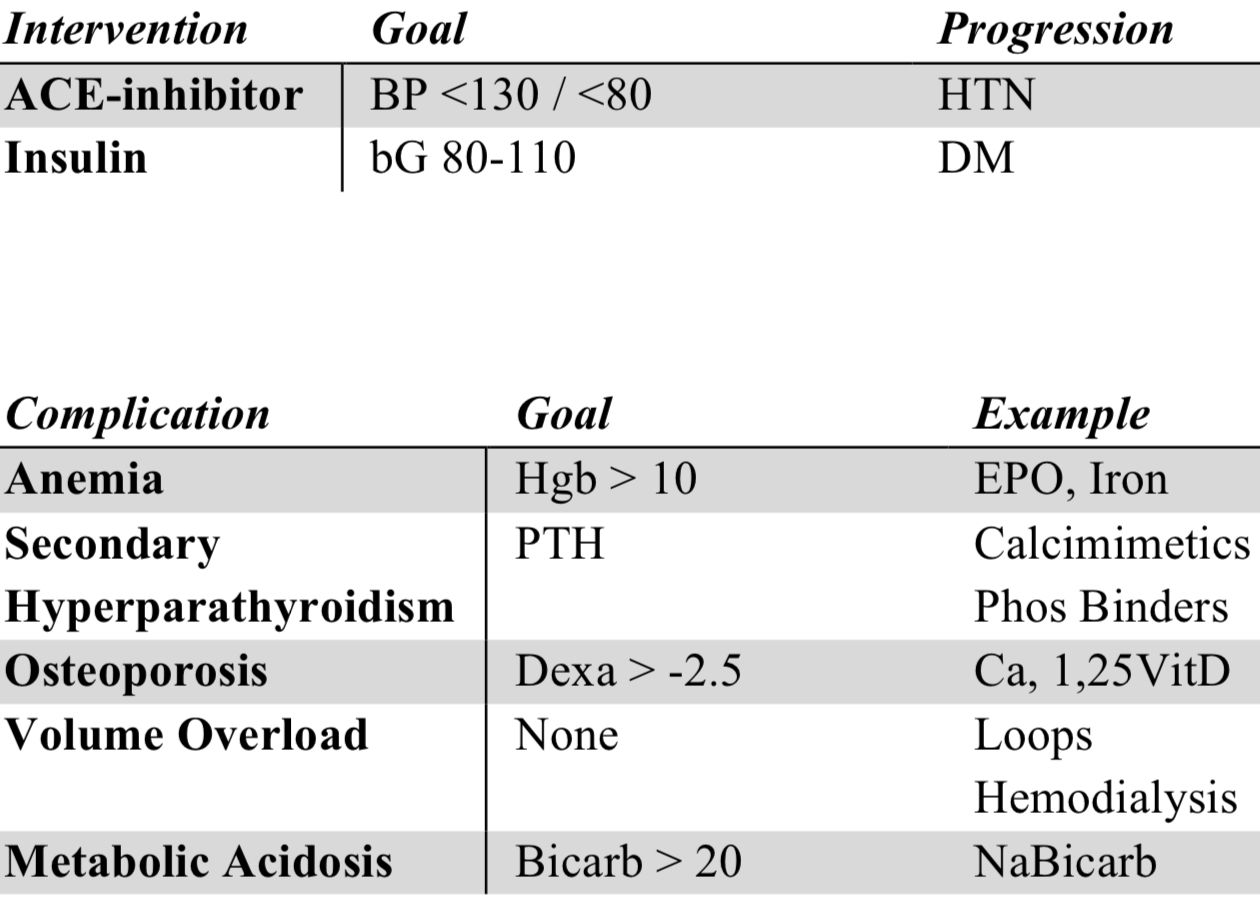 Intervention Goal Progression
ACE-inhibitor BP <130 / <80 HTN
Insulin bG 80-110 DM
Complication Goal Example
Anemia Hgb > 10 EPO, Iron
Secondary PTH Calcimimetics
Hyperparathyroidism Phos Binders
Osteoporosis Dexa > -2.5 Ca, 1,25VitD
Volume Overload None Loops
Hemodialysis
Metabolic Acidosis Bicarb > 20 NaBicarb